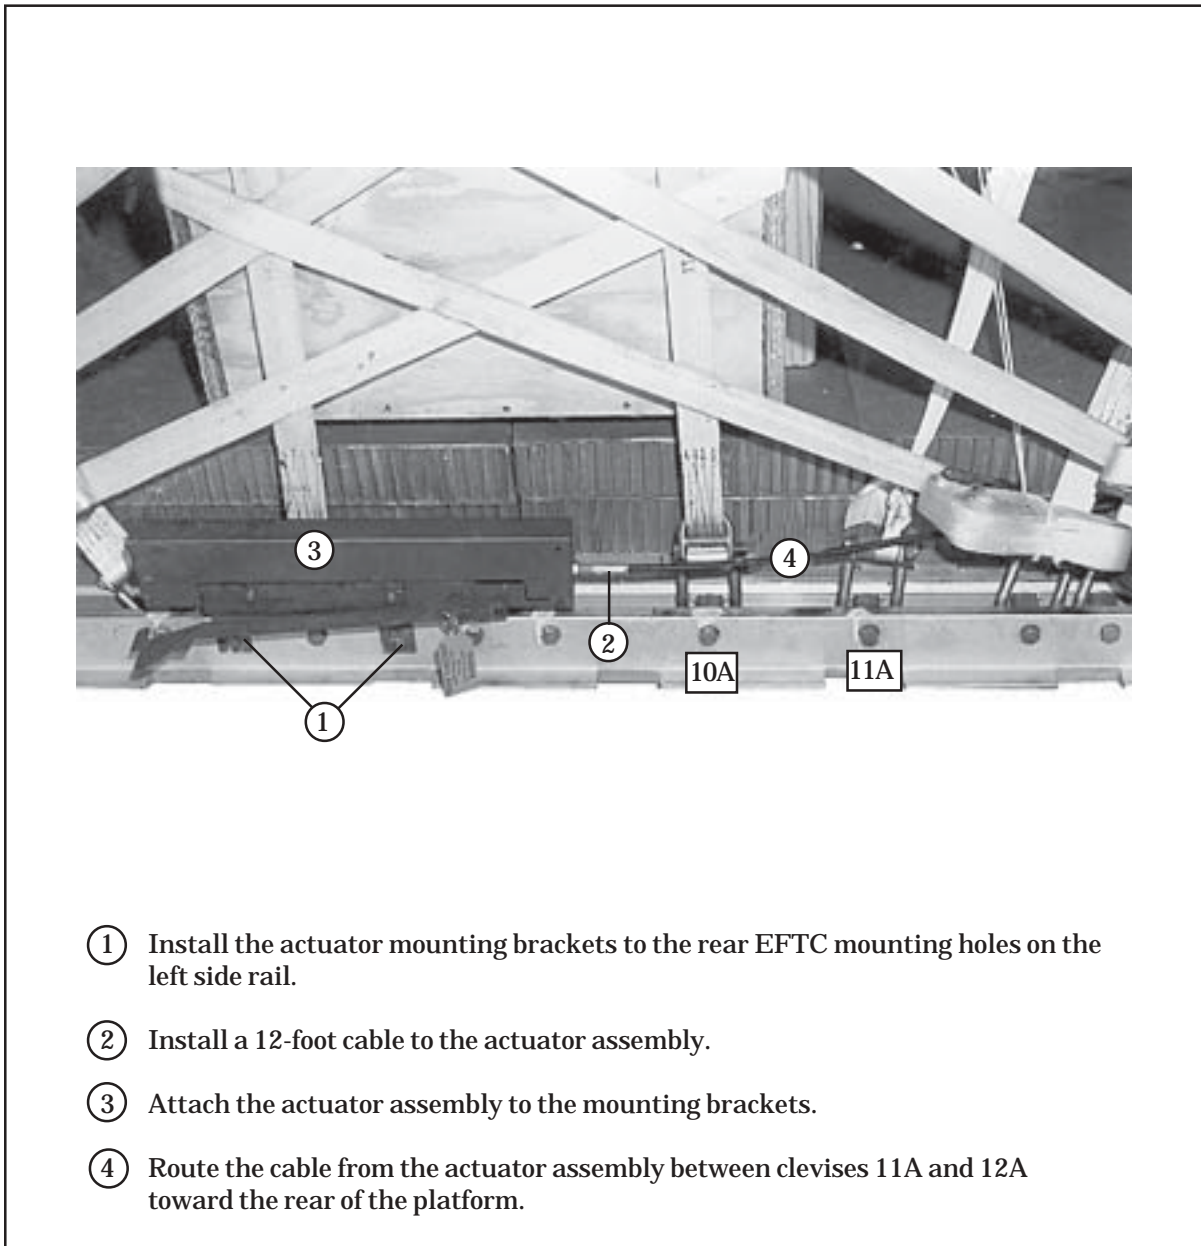 3
4
2
10A
11A
1
1 Install the actuator mounting brackets to the rear EFTC mounting holes on the
left side rail.
2 Install a 12-foot cable to the actuator assembly.
3 Attach the actuator assembly to the mounting brackets.
4 Route the cable from the actuator assembly between clevises 11A and 12A
toward the rear of the platform.